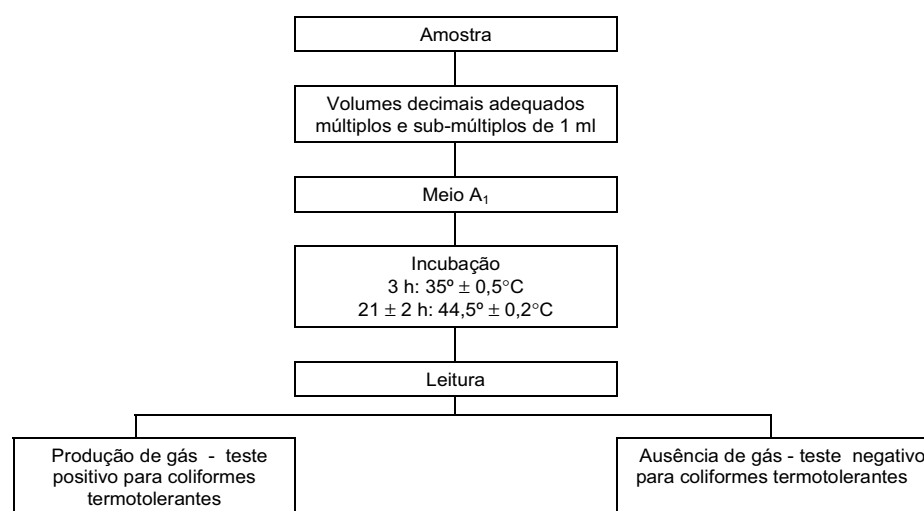 Amostra
Volumes decimais adequados
múltiplos e sub-múltiplos de 1 ml
Meio A₁
Incubação
3 h: 35º ± 0,5°C
21 ± 2 h: 44,5º ± 0,2°C
Leitura
Produção de gás - teste
positivo para coliformes
termotolerantes
Ausência de gás - teste negativo
para coliformes termotolerantes